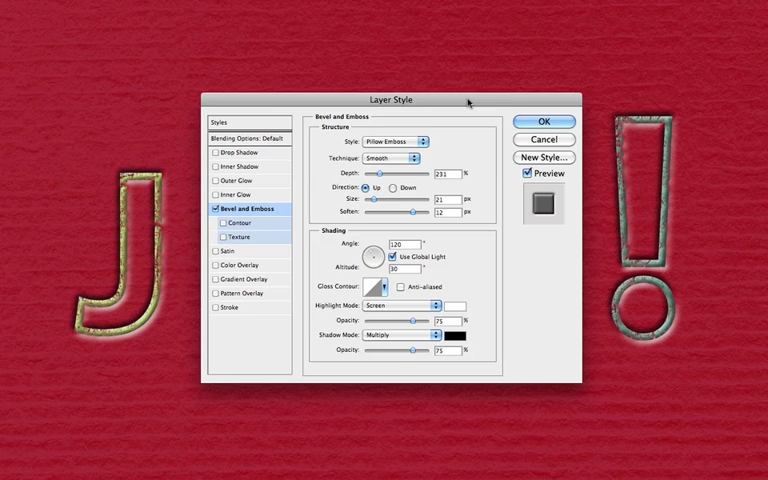 Layer Style
J
!
Styles
Blending Options: Default
Drop Shadow
Inner Shadow
Outer Glow
Inner Glow
Bevel and Emboss
Contour
Texture
Satin
Color Overlay
Gradient Overlay
Pattern Overlay
Stroke
Bevel and Emboss
Structure
Style: Pillow Emboss
Technique: Smooth
Depth: 231 %
Direction: Up Down
Size: 21 px
Soften: 12 px
Shading
Angle: 120 °
Use Global Light
Altitude: 30 °
Gloss Contour: Anti-aliased
Highlight Mode: Screen
Opacity: 75 %
Shadow Mode: Multiply
Opacity: 75 %
OK
Cancel
New Style...
Preview